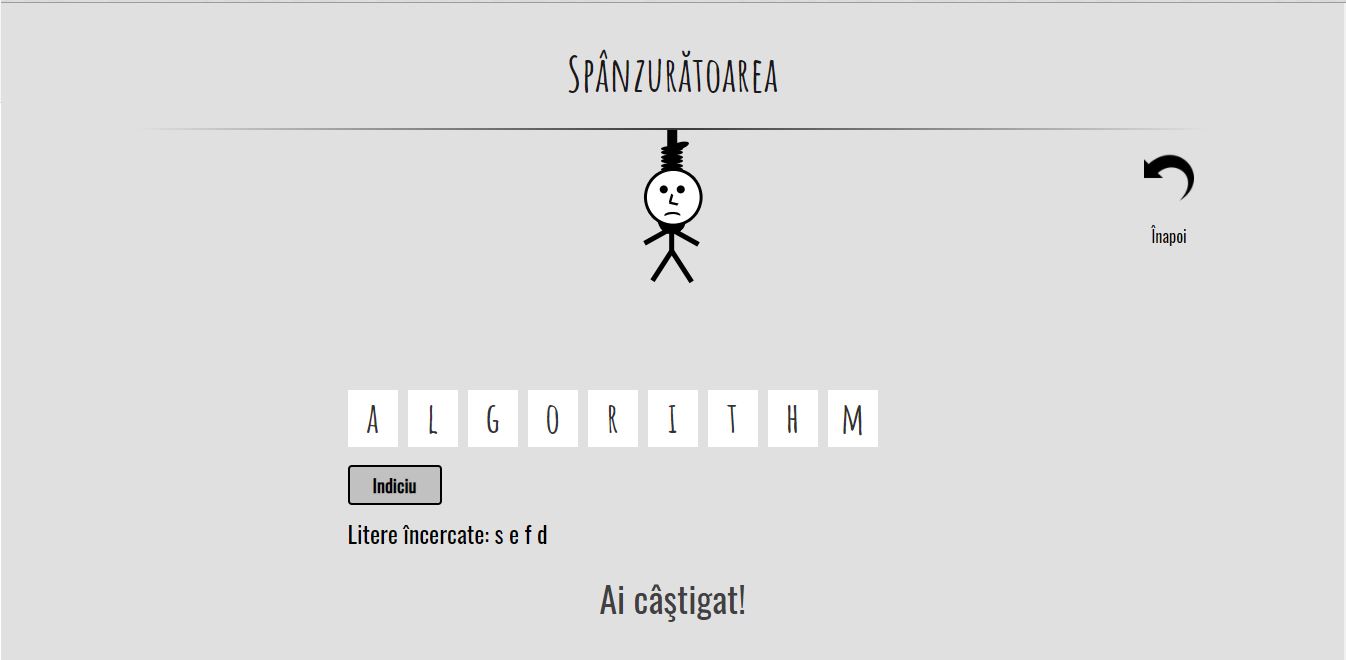 Spânzurătoarea
Înapoi
A L G O R I T H M
Indiciu
Litere încercate: s e f d
Ai câştigat!